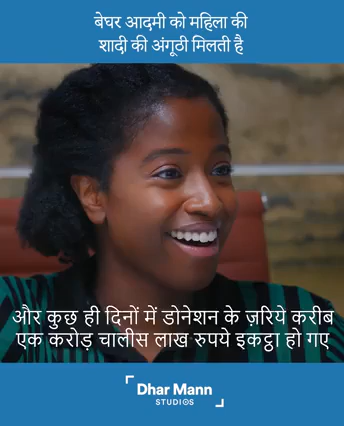 बेघर आदमी को महिला की
शादी की अंगूठी मिलती है
और कुछ ही दिनों में डोनेशन के ज़रिये करीब
एक करोड़ चालीस लाख रुपये इकट्ठा हो गए
Dhar Mann
STUDIOS